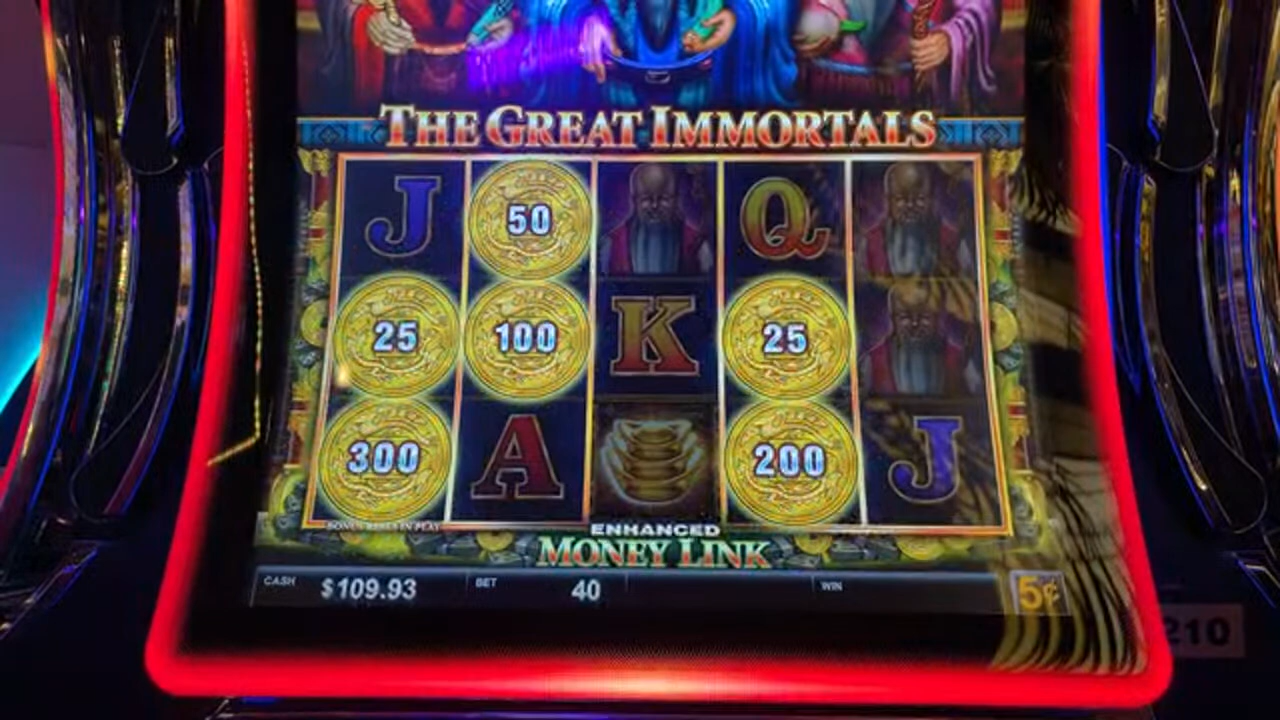 THE GREAT IMMORTALS
J 50 Q
25 100 K 25
300 A 200 J
BONUS REELS IN PLAY
ENHANCED
MONEY LINK
CASH $109.93 BET 40 WIN 5¢
210